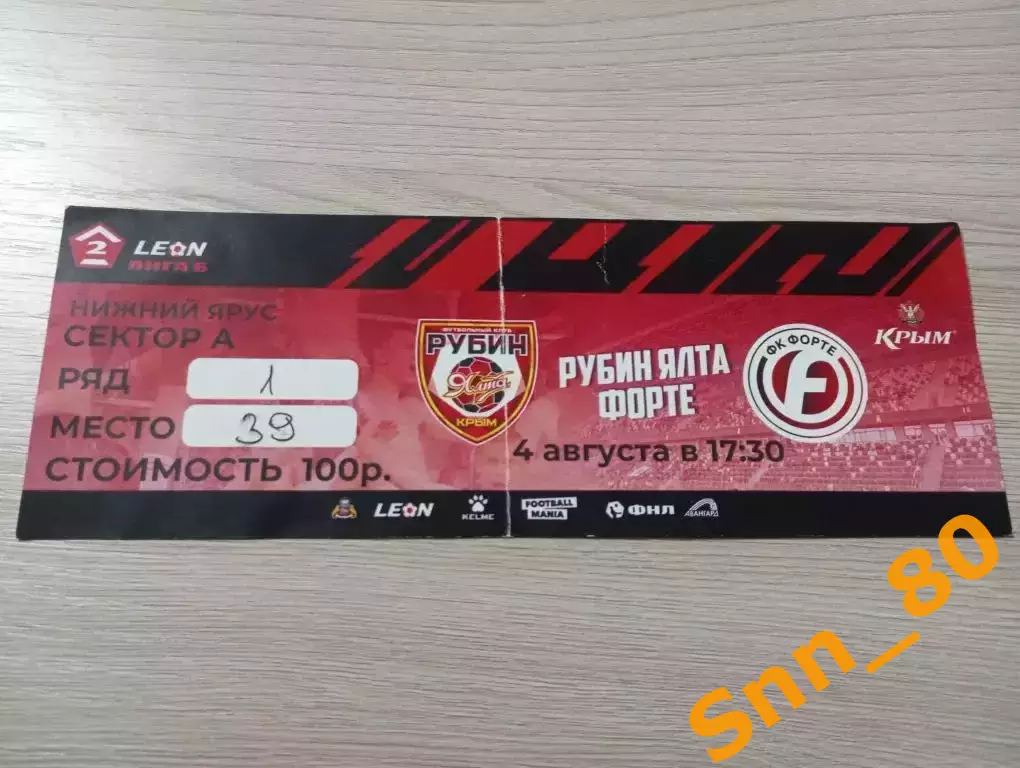 2 LEON
ЛИГА Б
НИЖНИЙ ЯРУС
СЕКТОР А
РЯД 1
МЕСТО 39
СТОИМОСТЬ 100р.
ФУТБОЛЬНЫЙ КЛУБ
РУБИН
Ялта
КРЫМ
РУБИН ЯЛТА
ФОРТЕ
4 августа в 17:30
ФК ФОРТЕ
F
КРЫМ
LEON
KELME
FOOTBALL
MANIA
ФНЛ
АВАНГАРД
Snn_80